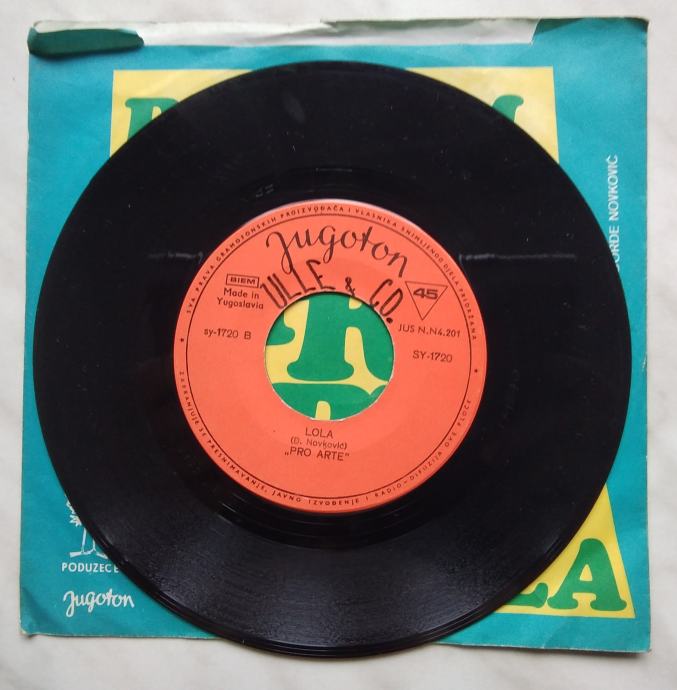 SVA PRAVA GRAMOFONSKIH PROIZVOĐAČA I VLASNIKA SNIMLJENOG DJELA PRIDRŽANA
Jugoton
ULLE & CO.
BIEM
Made in
Yugoslavia
45
sy-1720 B
JUS N.N4.201
SY-1720
LOLA
(Đ. Novković)
„PRO ARTE"
ZABRANJUJE SE PRESNIMAVANJE, JAVNO IZVOĐENJE I RADIO-DIFUZIJA OVE PLOČE
ĐORĐE NOVKOVIĆ
PODUZEĆE
Jugoton
LA